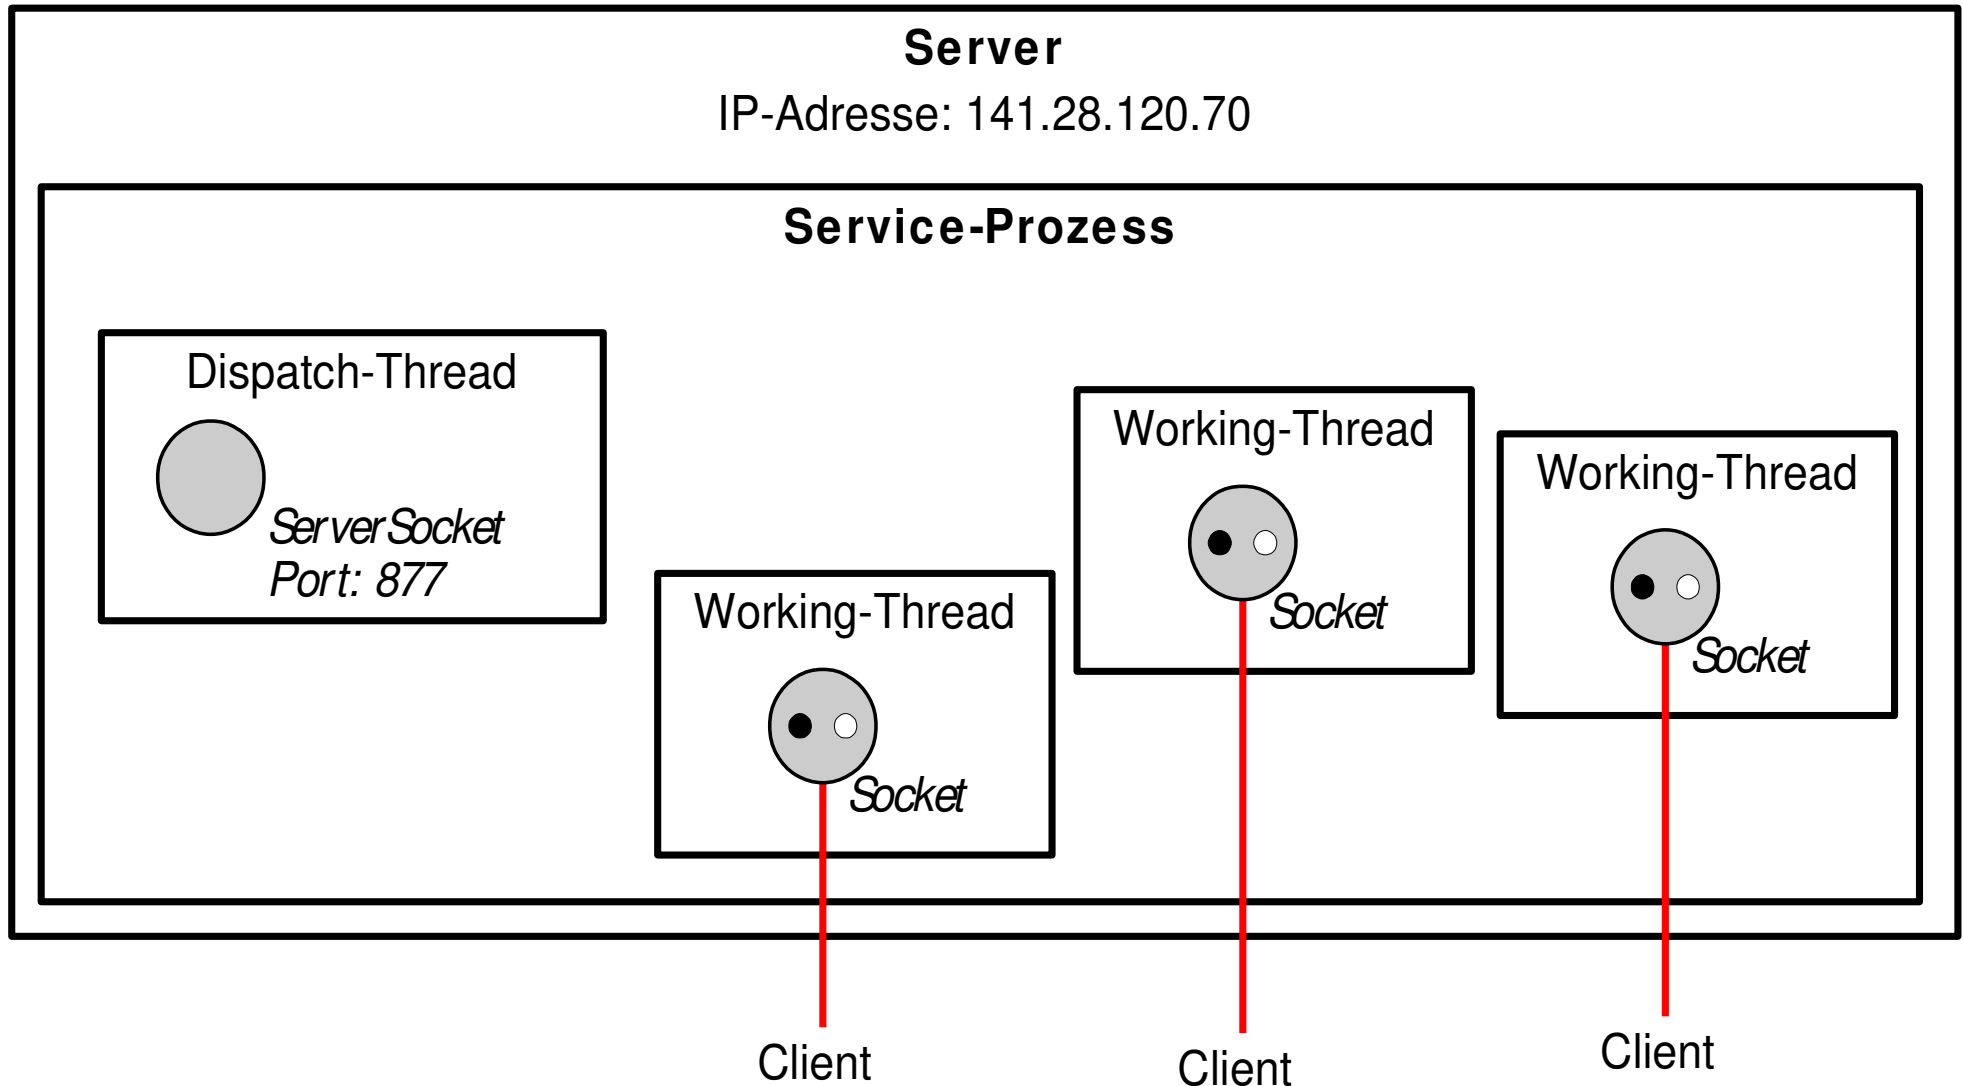 Server
IP-Adresse: 141.28.120.70
Service-Prozess
Dispatch-Thread
ServerSocket
Port: 877
Working-Thread
Socket
Working-Thread
Socket
Working-Thread
Socket
Client
Client
Client